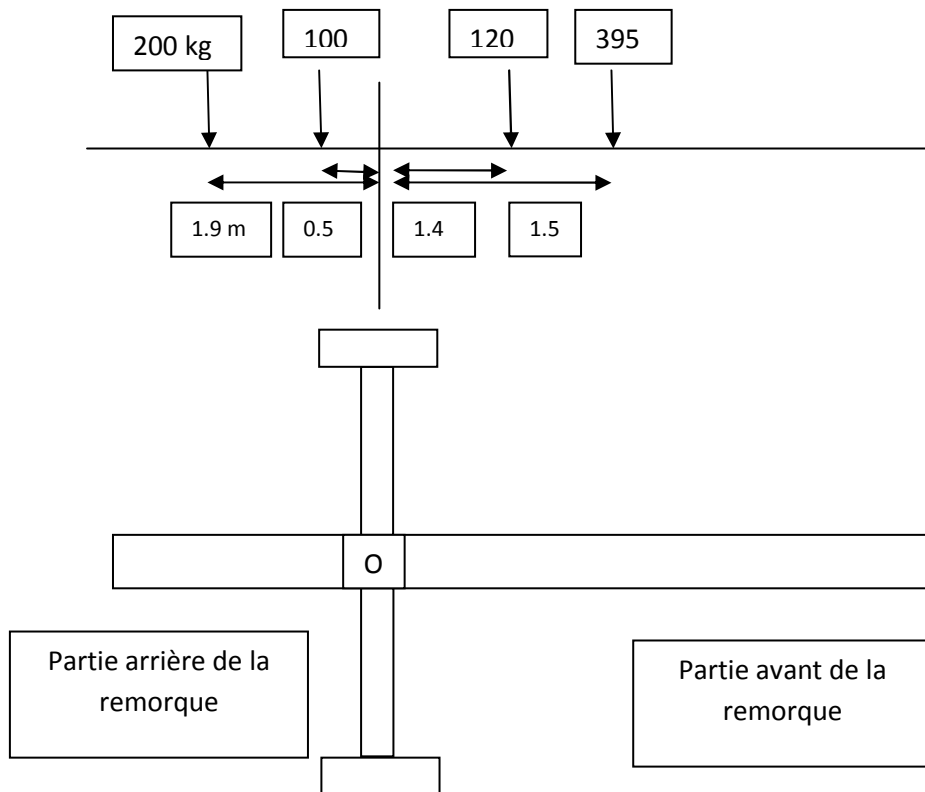 200 kg
100
120
395
1.9 m
0.5
1.4
1.5
O
Partie arrière de la
remorque
Partie avant de la
remorque